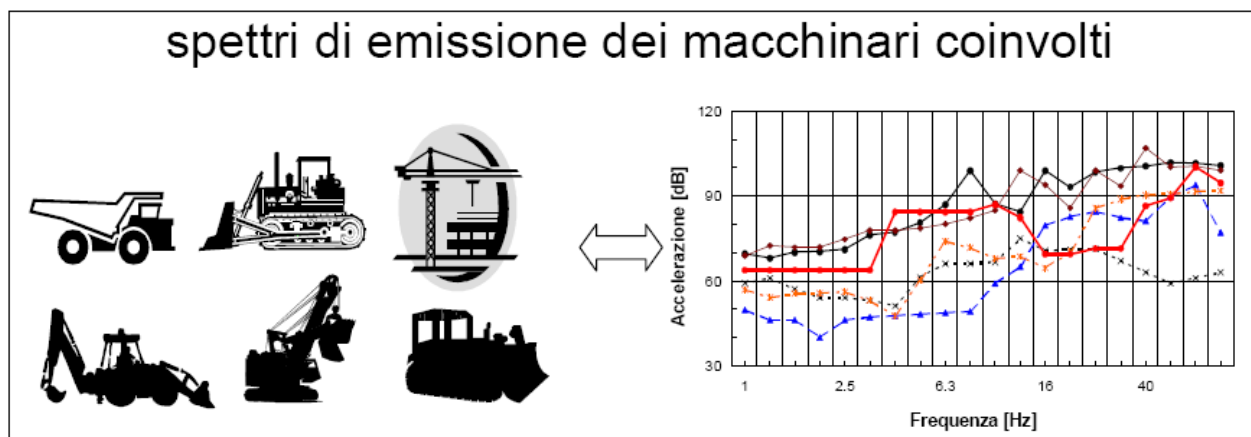 spettri di emissione dei macchinari coinvolti
120
90
60
30
Accelerazione [dB]
1 2.5 6.3 16 40
Frequenza [Hz]